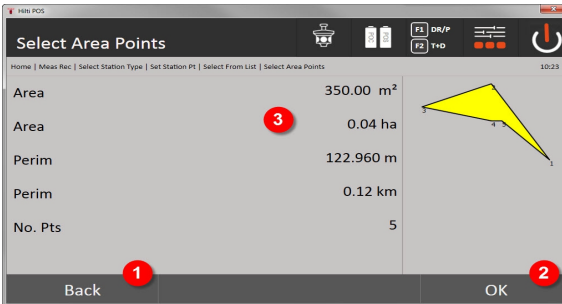 Hilti POS
Select Area Points
POC
POS
F1 DR/P
F2 T+D
Home | Meas Rec | Select Station Type | Set Station Pt | Select From List | Select Area Points
10:23
Area 350.00 m²
Area 0.04 ha
3
Perim 122.960 m
Perim 0.12 km
No. Pts 5
2
3
4 5
1
1
2
Back
OK